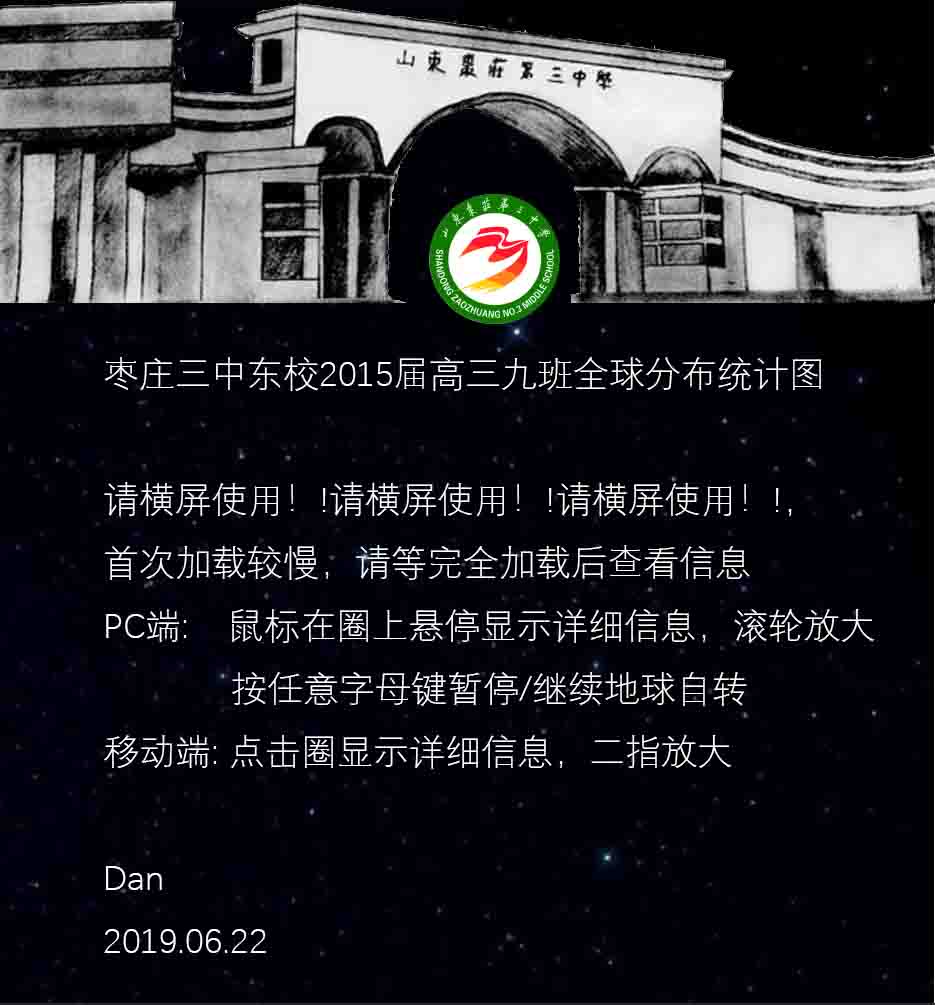 山東棗莊第三中學
山东枣庄第三中学
SHANDONG ZAOZHUANG NO.3 MIDDLE SCHOOL
枣庄三中东校2015届高三九班全球分布统计图
请横屏使用！!请横屏使用！!请横屏使用！!，
首次加载较慢，请等完全加载后查看信息
PC端: 鼠标在圈上悬停显示详细信息，滚轮放大
按任意字母键暂停/继续地球自转
移动端: 点击圈显示详细信息，二指放大
Dan
2019.06.22